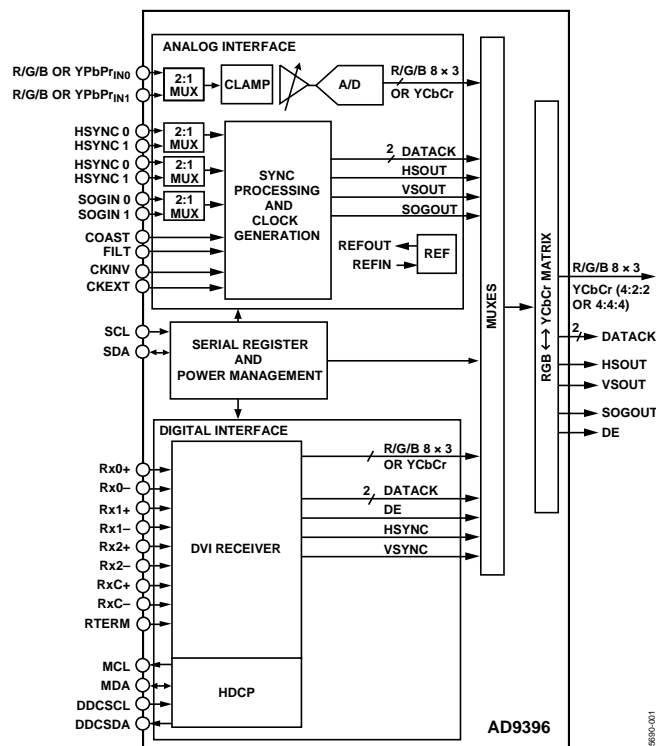 ANALOG INTERFACE
R/G/B OR YPbPrIN0
R/G/B OR YPbPrIN1
2:1
MUX
CLAMP
A/D
R/G/B 8 × 3
OR YCbCr
HSYNC 0
HSYNC 1
2:1
MUX
HSYNC 0
HSYNC 1
2:1
MUX
SOGIN 0
SOGIN 1
2:1
MUX
COAST
FILT
CKINV
CKEXT
SYNC
PROCESSING
AND
CLOCK
GENERATION
2
DATACK
HSOUT
VSOUT
SOGOUT
REFOUT
REFIN
REF
SCL
SDA
SERIAL REGISTER
AND
POWER MANAGEMENT
MUXES
RGB ↔ YCbCr MATRIX
R/G/B 8 × 3
YCbCr (4:2:2
OR 4:4:4)
2
DATACK
HSOUT
VSOUT
SOGOUT
DE
DIGITAL INTERFACE
Rx0+
Rx0–
Rx1+
Rx1–
Rx2+
Rx2–
RxC+
RxC–
RTERM
DVI RECEIVER
R/G/B 8 × 3
OR YCbCr
2
DATACK
DE
HSYNC
VSYNC
MCL
MDA
DDCSCL
DDCSDA
HDCP
AD9396
5690-001